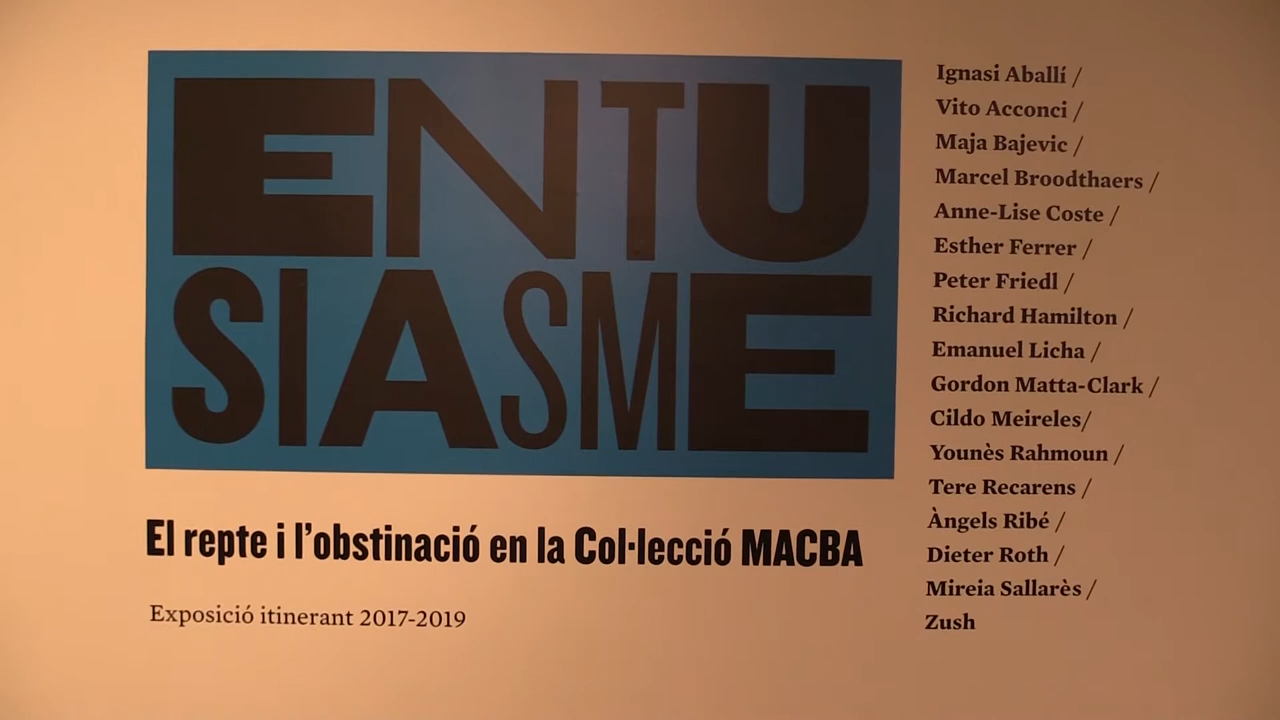 ENTU
SIASME
El repte i l'obstinació en la Col·lecció MACBA
Exposició itinerant 2017-2019
Ignasi Aballí /
Vito Acconci /
Maja Bajevic /
Marcel Broodthaers /
Anne-Lise Coste /
Esther Ferrer /
Peter Friedl /
Richard Hamilton /
Emanuel Licha /
Gordon Matta-Clark /
Cildo Meireles/
Younès Rahmoun /
Tere Recarens /
Àngels Ribé /
Dieter Roth /
Mireia Sallarès /
Zush